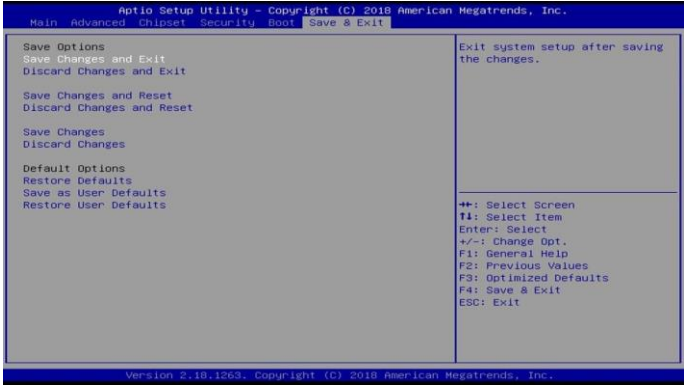 Aptio Setup Utility – Copyright (C) 2018 American Megatrends, Inc.
Main Advanced Chipset Security Boot Save & Exit
Save Options
Save Changes and Exit
Discard Changes and Exit
Save Changes and Reset
Discard Changes and Reset
Save Changes
Discard Changes
Default Options
Restore Defaults
Save as User Defaults
Restore User Defaults
Exit system setup after saving
the changes.
→←: Select Screen
↑↓: Select Item
Enter: Select
+/-: Change Opt.
F1: General Help
F2: Previous Values
F3: Optimized Defaults
F4: Save & Exit
ESC: Exit
Version 2.18.1263. Copyright (C) 2018 American Megatrends, Inc.